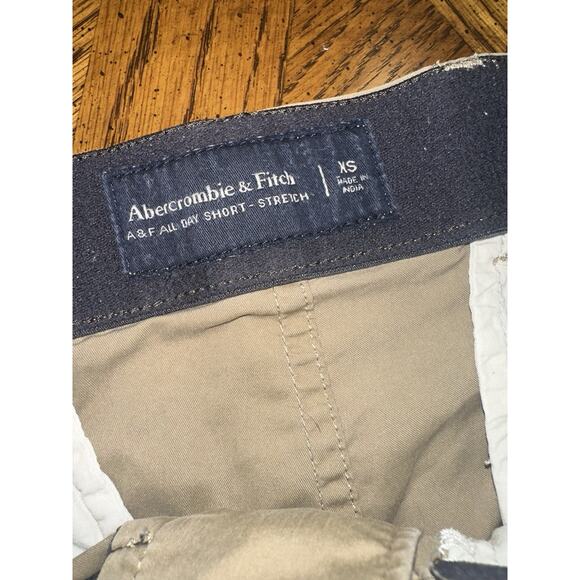 Abercrombie & Fitch
A&F ALL DAY SHORT - STRETCH
XS
MADE IN
INDIA